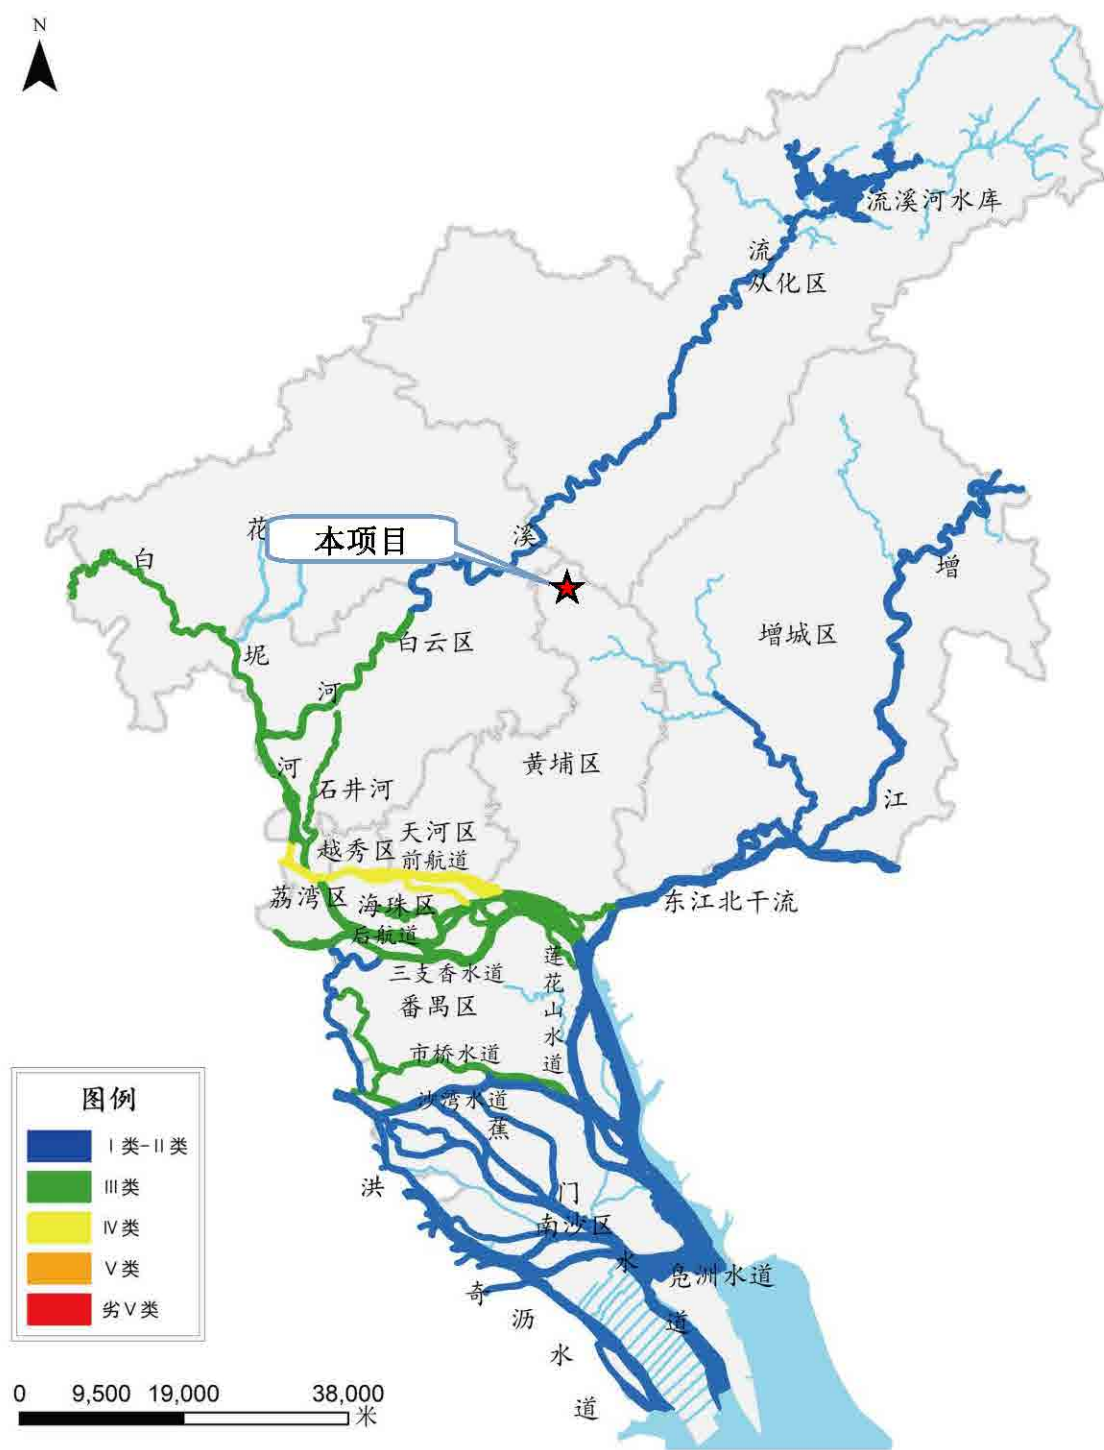 N
流溪河水库
流
从化区
花
本项目
溪
白
增
白云区
增城区
坭
河
河
黄埔区
石井河
江
天河区
越秀区
前航道
荔湾区
海珠区
东江北干流
后航道
莲花山水道
三支香水道
番禺区
市桥水道
沙湾水道
蕉
洪
门
南沙区
水
凫洲水道
奇
沥
道
水
道
图例
Ⅰ类-Ⅱ类
Ⅲ类
Ⅳ类
Ⅴ类
劣Ⅴ类
0 9,500 19,000 38,000
米